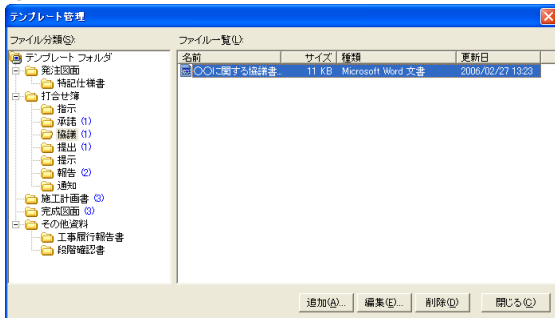 テンプレート管理
ファイル分類(S):
ファイル一覧(L):
テンプレート フォルダ
発注図面
特記仕様書
打合せ簿
指示
承諾 (1)
協議 (1)
提出 (1)
提示
報告 (2)
通知
施工計画書 (3)
完成図面 (3)
その他資料
工事履行報告書
段階確認書
名前 サイズ 種類 更新日
〇〇に関する協議書... 11 KB Microsoft Word 文書 2006/02/27 13:23
追加(A)... 編集(E)... 削除(D) 閉じる(C)